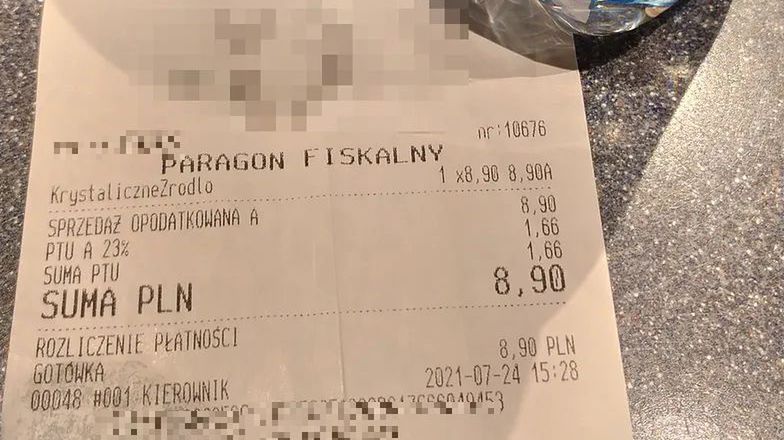 nr:10676
PARAGON FISKALNY
KrystaliczneZrodlo 1 x8,90 8,90A
SPRZEDAŻ OPODATKOWANA A 8,90
PTU A 23% 1,66
SUMA PTU 1,66
SUMA PLN 8,90
ROZLICZENIE PŁATNOŚCI
GOTÓWKA 8,90 PLN
00048 #001 KIEROWNIK 2021-07-24 15:28